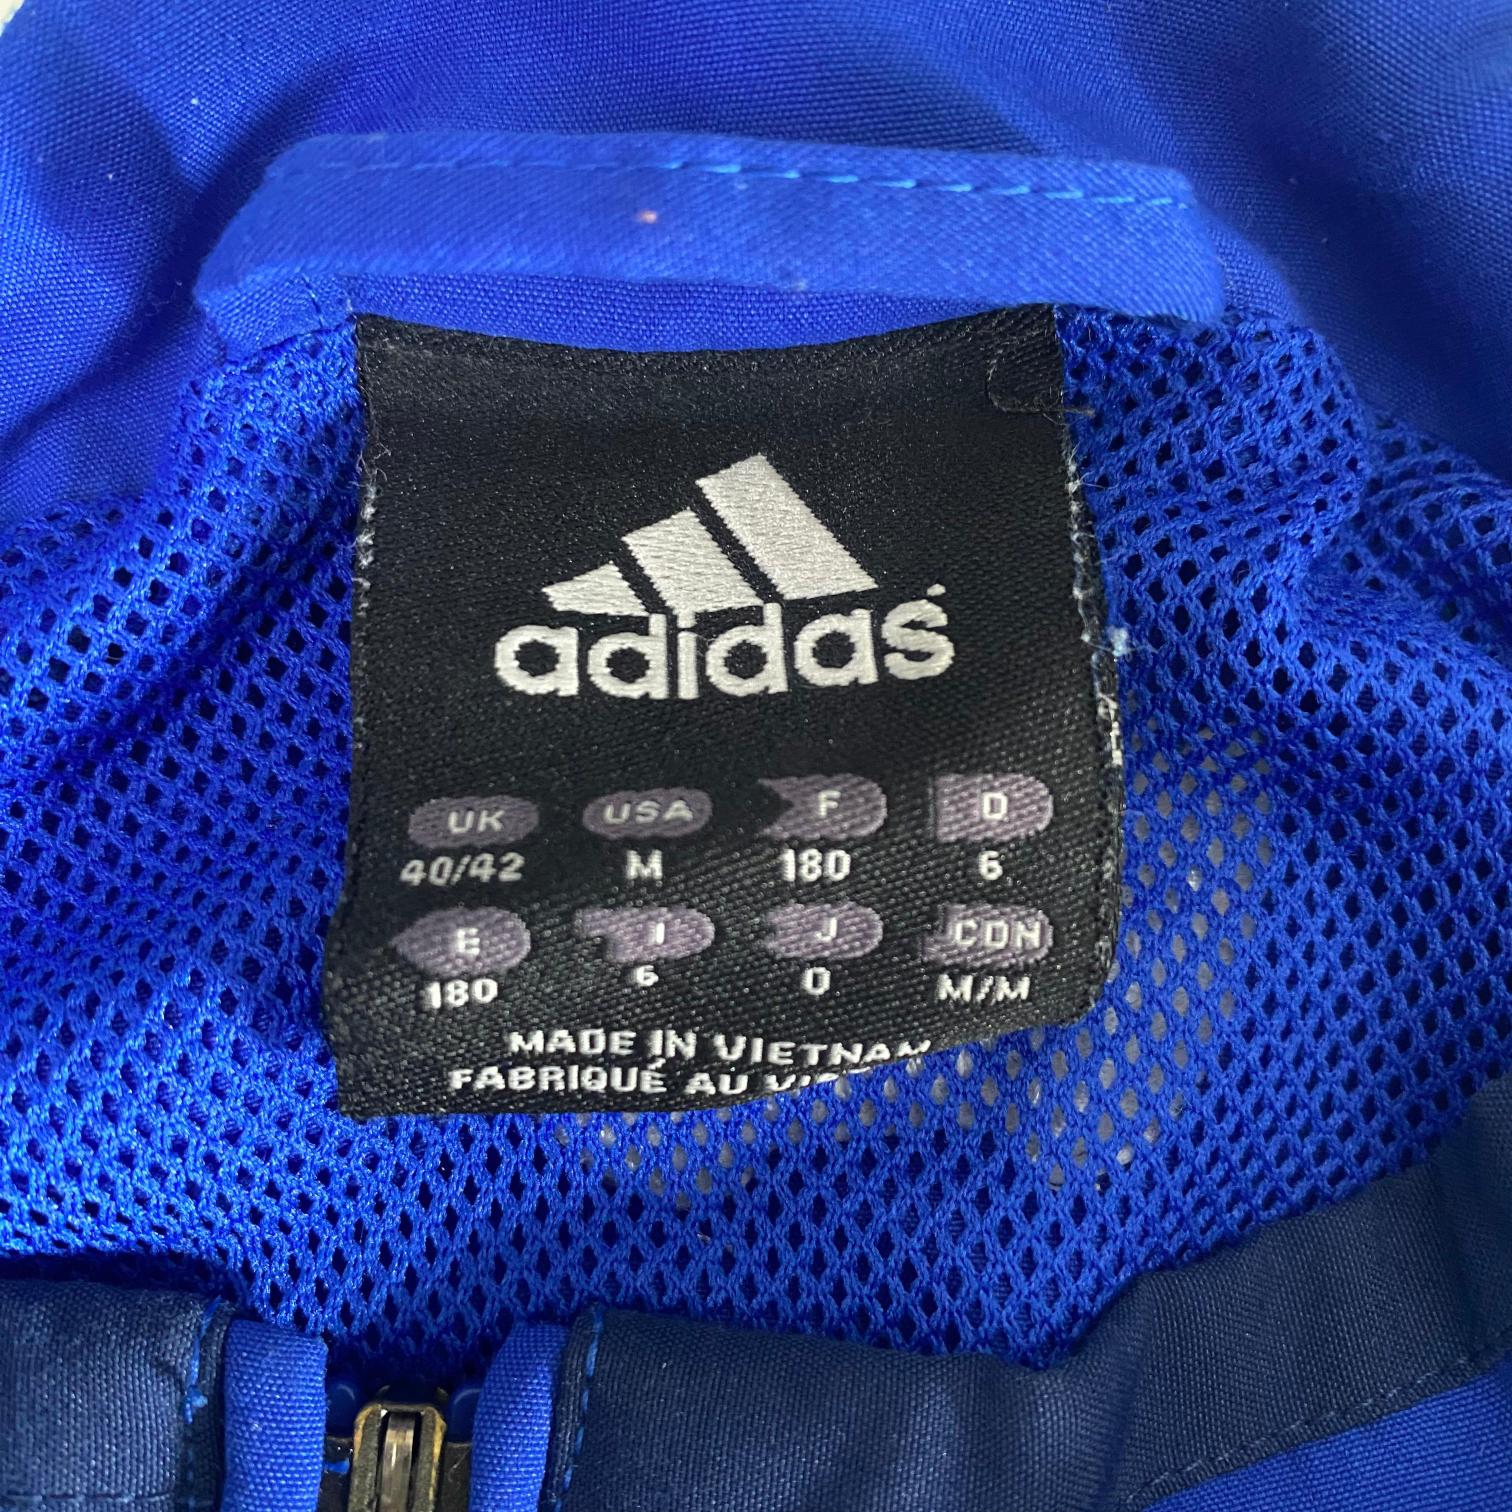 adidas
UK USA F D
40/42 M 180 6
E I J CDN
180 6 O M/M
MADE IN VIETNAM
FABRIQUÉ AU